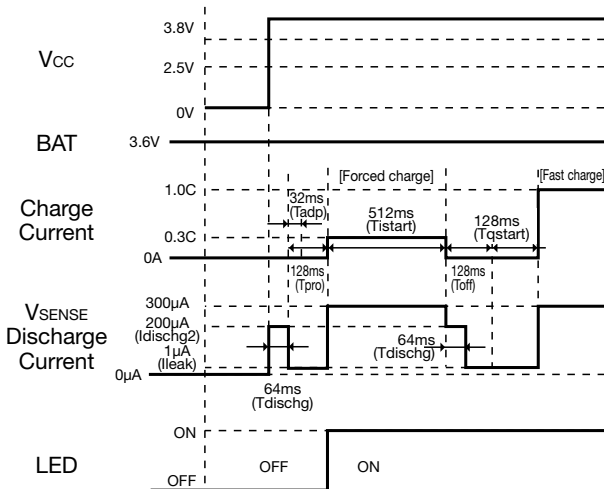 3.8V
VCC
2.5V
0V
BAT
3.6V
[Forced charge]
[Fast charge]
1.0C
32ms
(Tadp)
Charge
Current
512ms
(Tistart)
128ms
(Tqstart)
0.3C
0A
128ms
(Tpro)
128ms
(Toff)
300µA
VSENSE
Discharge
Current
200µA
(Idischg2)
1µA
(Ileak)
0µA
64ms
(Tdischg)
64ms
(Tdischg)
ON
LED
OFF
OFF
ON